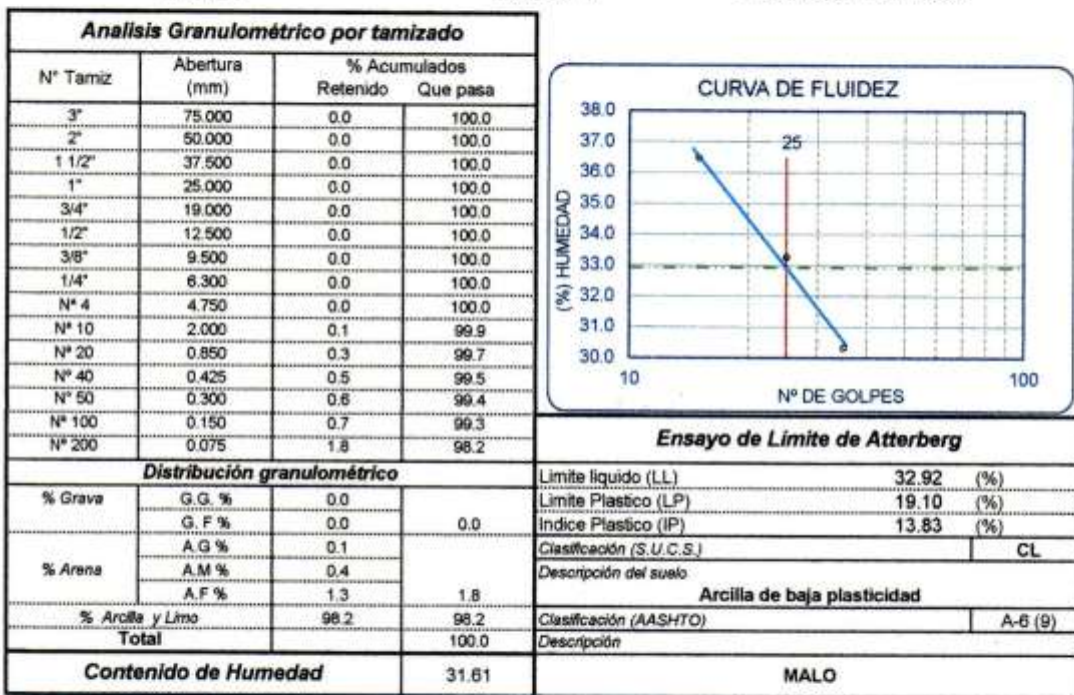 Analisis Granulométrico por tamizado
N° Tamiz Abertura (mm) % Acumulados
Retenido Que pasa
3" 75.000 0.0 100.0
2" 50.000 0.0 100.0
1 1/2" 37.500 0.0 100.0
1" 25.000 0.0 100.0
3/4" 19.000 0.0 100.0
1/2" 12.500 0.0 100.0
3/8" 9.500 0.0 100.0
1/4" 6.300 0.0 100.0
Nª 4 4.750 0.0 100.0
Nª 10 2.000 0.1 99.9
Nª 20 0.850 0.3 99.7
Nª 40 0.425 0.5 99.5
N° 50 0.300 0.6 99.4
Nª 100 0.150 0.7 99.3
Nª 200 0.075 1.8 98.2
Distribución granulométrico
% Grava G.G. % 0.0
G. F % 0.0 0.0
% Arena A.G % 0.1
A.M % 0.4
A.F % 1.3 1.8
% Arcilla y Limo 98.2 98.2
Total 100.0
Contenido de Humedad 31.61
CURVA DE FLUIDEZ
(%) HUMEDAD
38.0
37.0
36.0
35.0
34.0
33.0
32.0
31.0
30.0
25
10 100
Nº DE GOLPES
Ensayo de Límite de Atterberg
Limite liquido (LL) 32.92 (%)
Limite Plastico (LP) 19.10 (%)
Indice Plastico (IP) 13.83 (%)
Clasificación (S.U.C.S.) CL
Descripción del suelo
Arcilla de baja plasticidad
Clasificación (AASHTO) A-6 (9)
Descripción
MALO